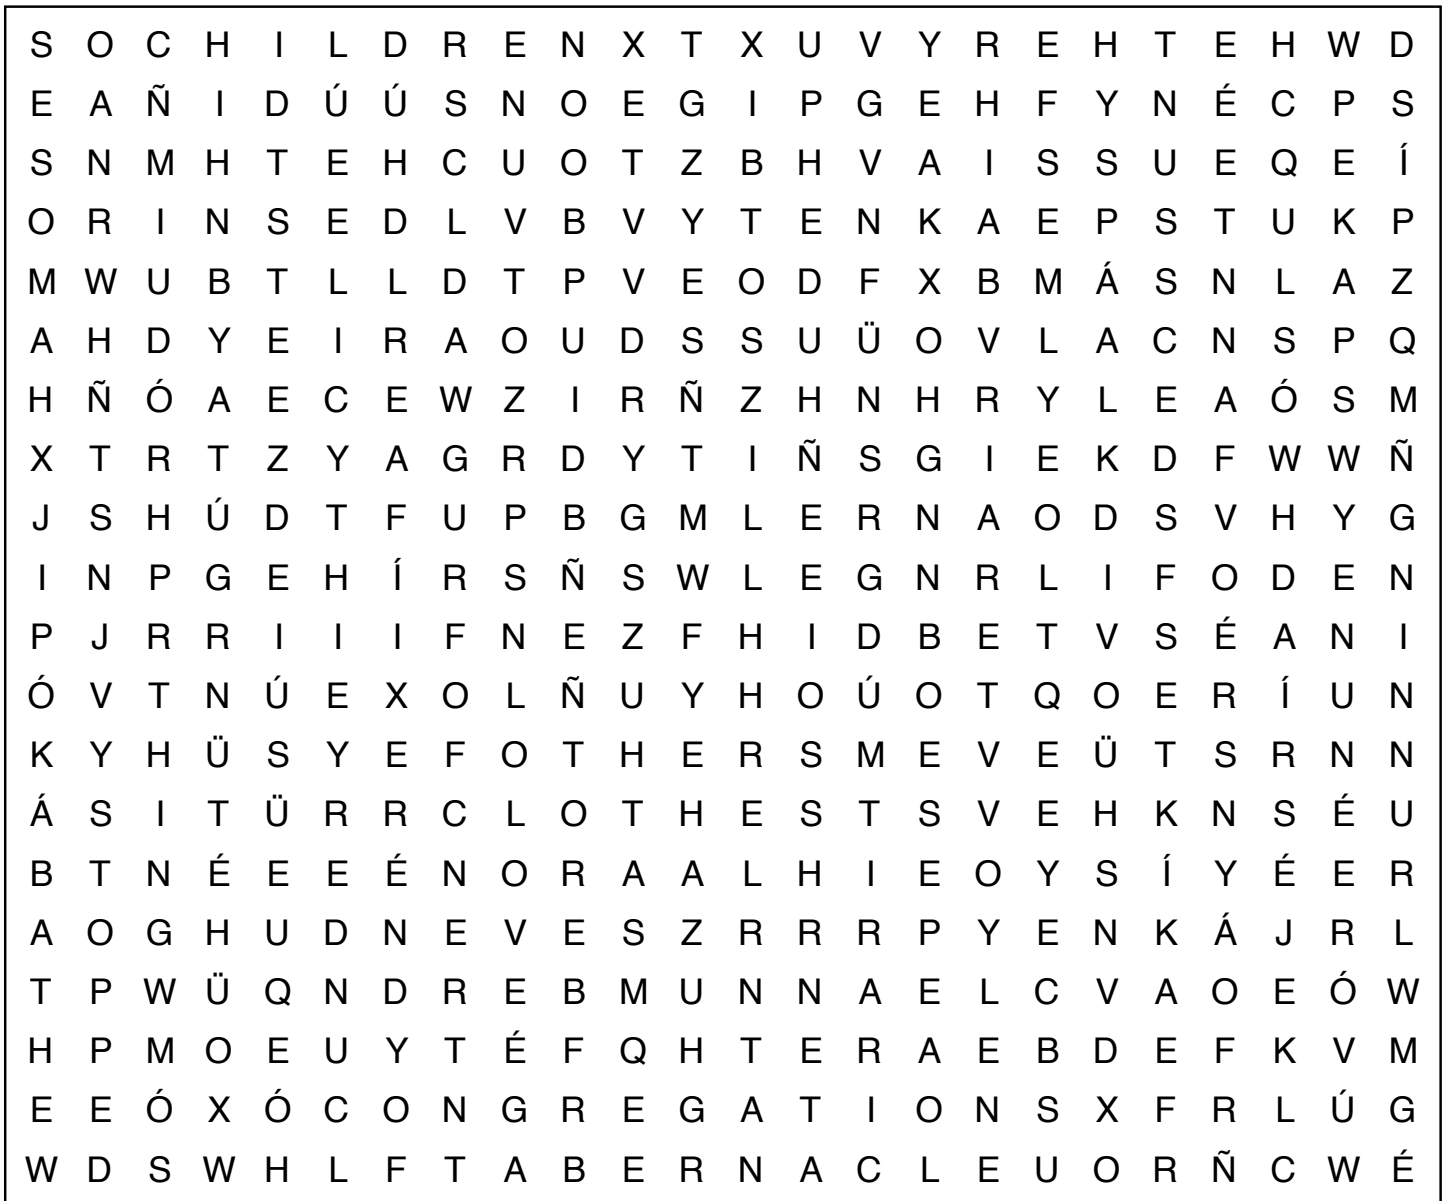 S O C H I L D R E N X T X U V Y R E H T E H W D
E A Ñ I D Ú Ú S N O E G I P G E H F Y N É C P S
S N M H T E H C U O T Z B H V A I S S U E Q E Í
O R I N S E D L V B V Y T E N K A E P S T U K P
M W U B T L L D T P V E O D F X B M Á S N L A Z
A H D Y E I R A O U D S S U Ü O V L A C N S P Q
H Ñ Ó A E C E W Z I R Ñ Z H N H R Y L E A Ó S M
X T R T Z Y A G R D Y T I Ñ S G I E K D F W W Ñ
J S H Ú D T F U P B G M L E R N A O D S V H Y G
I N P G E H Í R S Ñ S W L E G N R L I F O D E N
P J R R I I I F N E Z F H I D B E T V S É A N I
Ó V T N Ú E X O L Ñ U Y H O Ú O T Q O E R Í U N
K Y H Ü S Y E F O T H E R S M E V E Ü T S R N N
Á S I T Ü R R C L O T H E S T S V E H K N S É U
B T N É E E É N O R A A L H I E O Y S Í Y É E R
A O G H U D N E V E S Z R R R P Y E N K Á J R L
T P W Ü Q N D R E B M U N N A E L C V A O E Ó W
H P M O E U Y T É F Q H T E R A E B D E F K V M
E E Ó X Ó C O N G R E G A T I O N S X F R L Ú G
W D S W H L F T A B E R N A C L E U O R Ñ C W É